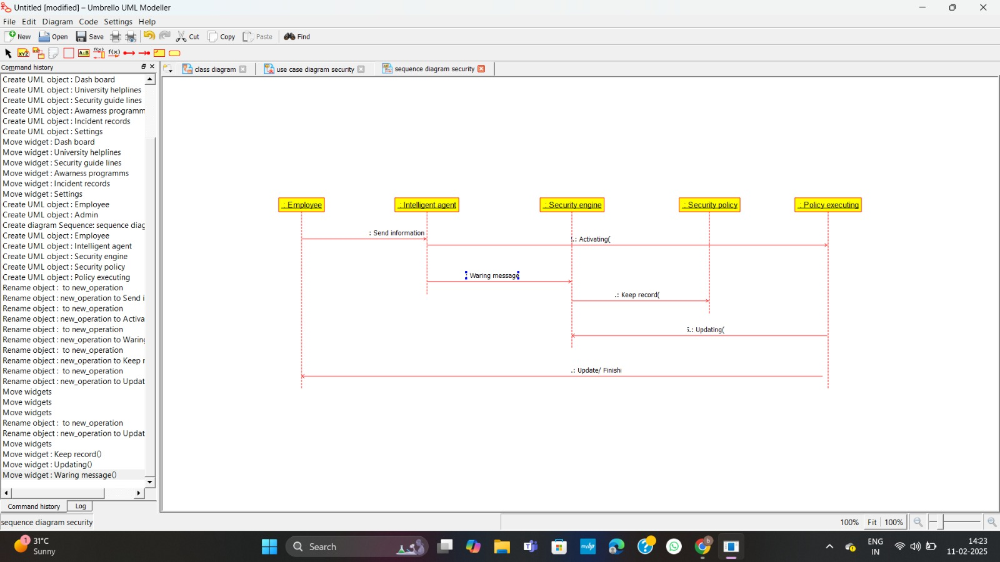 Untitled [modified] – Umbrello UML Modeller
File Edit Diagram Code Settings Help
New Open Save Cut Copy Paste Find
XYZ A:B f(x) f(x)
Command history
class diagram
use case diagram security
sequence diagram security
Create UML object : Dash board
Create UML object : University helplines
Create UML object : Security guide lines
Create UML object : Awarness programm
Create UML object : Incident records
Create UML object : Settings
Move widget : Dash board
Move widget : University helplines
Move widget : Security guide lines
Move widget : Awarness programms
Move widget : Incident records
Move widget : Settings
Create UML object : Employee
Create UML object : Admin
Create diagram Sequence: sequence diag
Create UML object : Employee
Create UML object : Intelligent agent
Create UML object : Security engine
Create UML object : Security policy
Create UML object : Policy executing
Rename object : to new_operation
Rename object : new_operation to Send i
Rename object : to new_operation
Rename object : new_operation to Activa
Rename object : to new_operation
Rename object : new_operation to Waring
Rename object : to new_operation
Rename object : new_operation to Keep r
Rename object : to new_operation
Rename object : new_operation to Updat
Move widgets
Move widgets
Move widgets
Rename object : to new_operation
Rename object : new_operation to Updat
Move widgets
Move widget : Keep record()
Move widget : Updating()
Move widget : Waring message()
Command history Log
: Employee
: Intelligent agent
: Security engine
: Security policy
: Policy executing
: Send information
.: Activating(
: Waring message
.: Keep record(
.: Updating(
.: Update/ Finish
sequence diagram security
100% Fit 100%
1
31°C
Sunny
Search
myhp
b
ENG
IN
14:23
11-02-2025